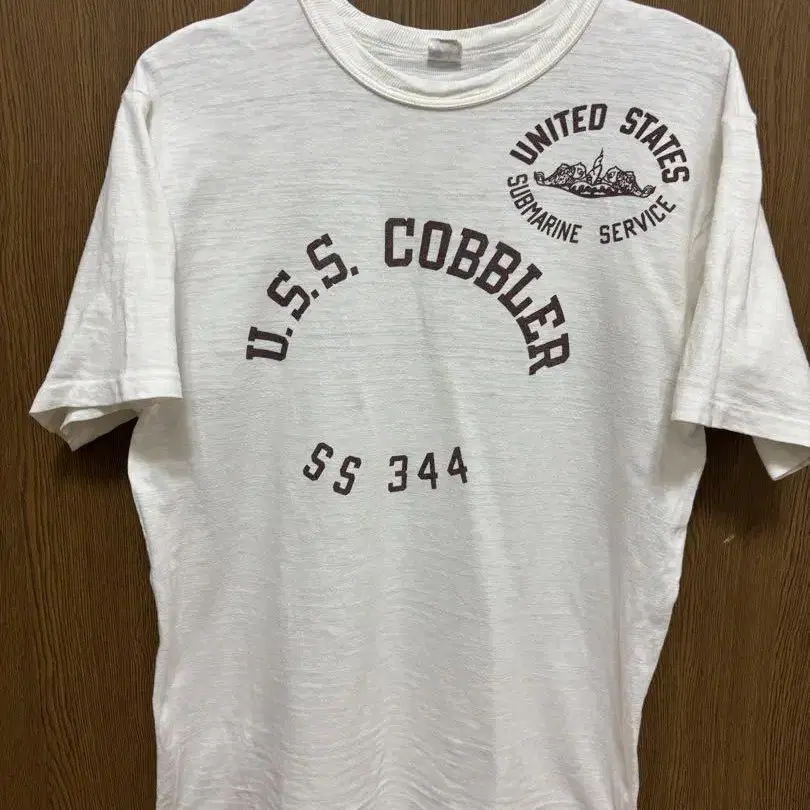 UNITED STATES
SUBMARINE SERVICE
U.S.S. COBBLER
SS 344